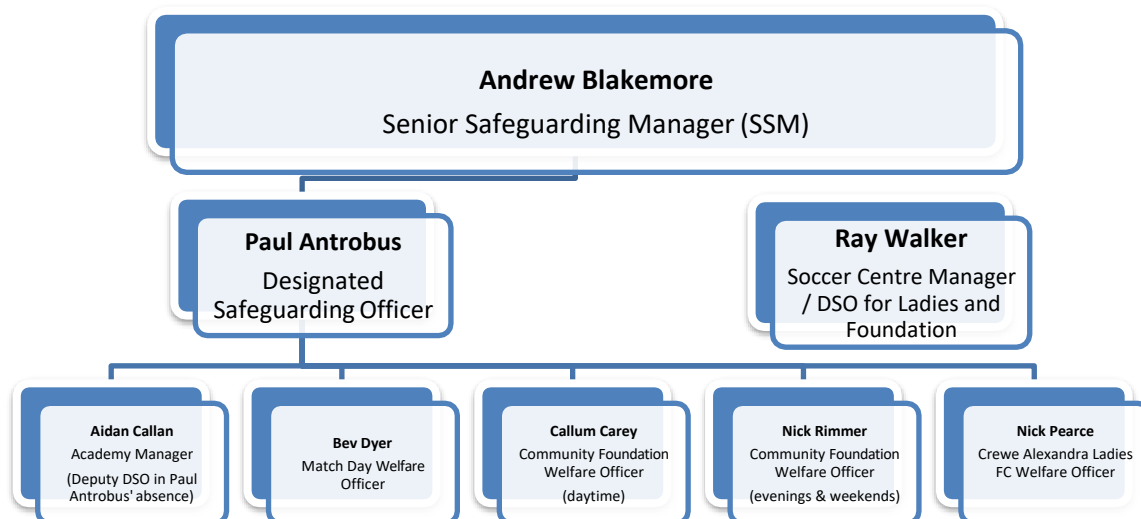 Andrew Blakemore
Senior Safeguarding Manager (SSM)
Paul Antrobus
Designated
Safeguarding Officer
Ray Walker
Soccer Centre Manager
/ DSO for Ladies and
Foundation
Aidan Callan
Academy Manager
(Deputy DSO in Paul
Antrobus' absence)
Bev Dyer
Match Day Welfare
Officer
Callum Carey
Community Foundation
Welfare Officer
(daytime)
Nick Rimmer
Community Foundation
Welfare Officer
(evenings & weekends)
Nick Pearce
Crewe Alexandra Ladies
FC Welfare Officer